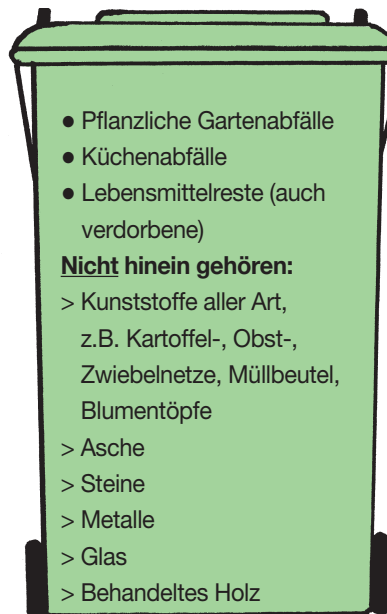 ● Pflanzliche Gartenabfälle
● Küchenabfälle
● Lebensmittelreste (auch
verdorbene)
Nicht hinein gehören:
> Kunststoffe aller Art,
z.B. Kartoffel-, Obst-,
Zwiebelnetze, Müllbeutel,
Blumentöpfe
> Asche
> Steine
> Metalle
> Glas
> Behandeltes Holz